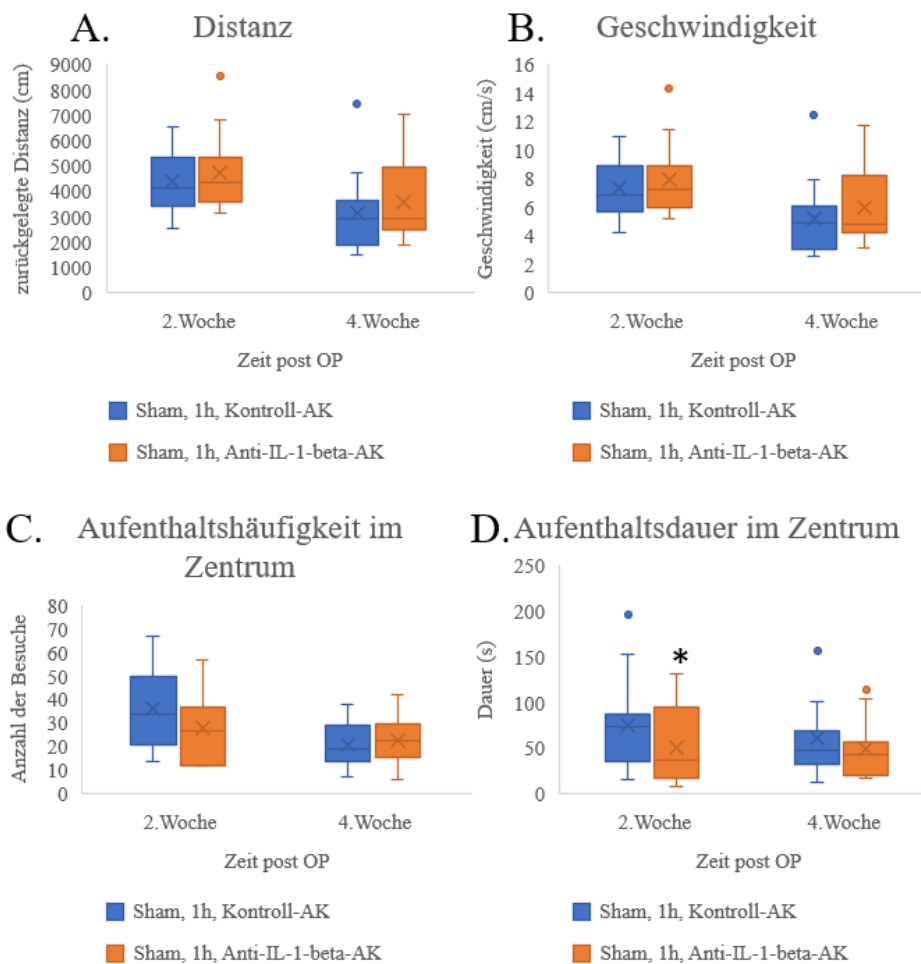 A. Distanz
zurückgelegte Distanz (cm)
9000
8000
7000
6000
5000
4000
3000
2000
1000
0
2.Woche 4.Woche
Zeit post OP
Sham, 1h, Kontroll-AK
Sham, 1h, Anti-IL-1-beta-AK
B. Geschwindigkeit
Geschwindigkeit (cm/s)
16
14
12
10
8
6
4
2
0
2.Woche 4.Woche
Zeit post OP
Sham, 1h, Kontroll-AK
Sham, 1h, Anti-IL-1-beta-AK
C. Aufenthaltshäufigkeit im
Zentrum
Anzahl der Besuche
80
70
60
50
40
30
20
10
0
2.Woche 4.Woche
Zeit post OP
Sham, 1h, Kontroll-AK
Sham, 1h, Anti-IL-1-beta-AK
D. Aufenthaltsdauer im Zentrum
Dauer (s)
250
200
150
100
50
0
*
2.Woche 4.Woche
Zeit post OP
Sham, 1h, Kontroll-AK
Sham, 1h, Anti-IL-1-beta-AK